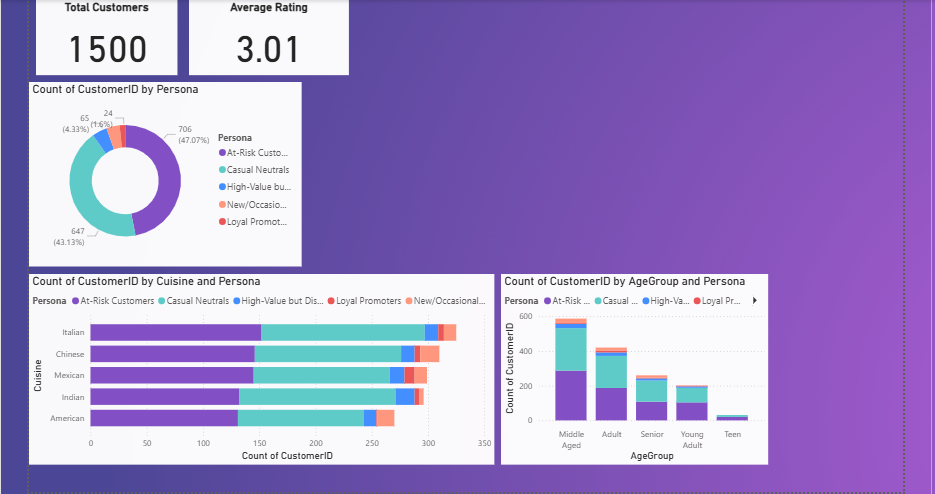 Total Customers
Average Rating
1500
3.01
Count of CustomerID by Persona
24
(1.6%)
65
(4.33%)
706
(47.07%)
647
(43.13%)
Persona
At-Risk Custo...
Casual Neutrals
High-Value bu...
New/Occasio...
Loyal Promot...
Count of CustomerID by Cuisine and Persona
Persona At-Risk Customers Casual Neutrals High-Value but Dis... Loyal Promoters New/Occasional...
Cuisine
Italian
Chinese
Mexican
Indian
American
0 50 100 150 200 250 300 350
Count of CustomerID
Count of CustomerID by AgeGroup and Persona
Persona At-Risk ... Casual ... High-Va... Loyal Pr...
Count of CustomerID
600
400
200
0
Middle Aged
Adult
Senior
Young Adult
Teen
AgeGroup